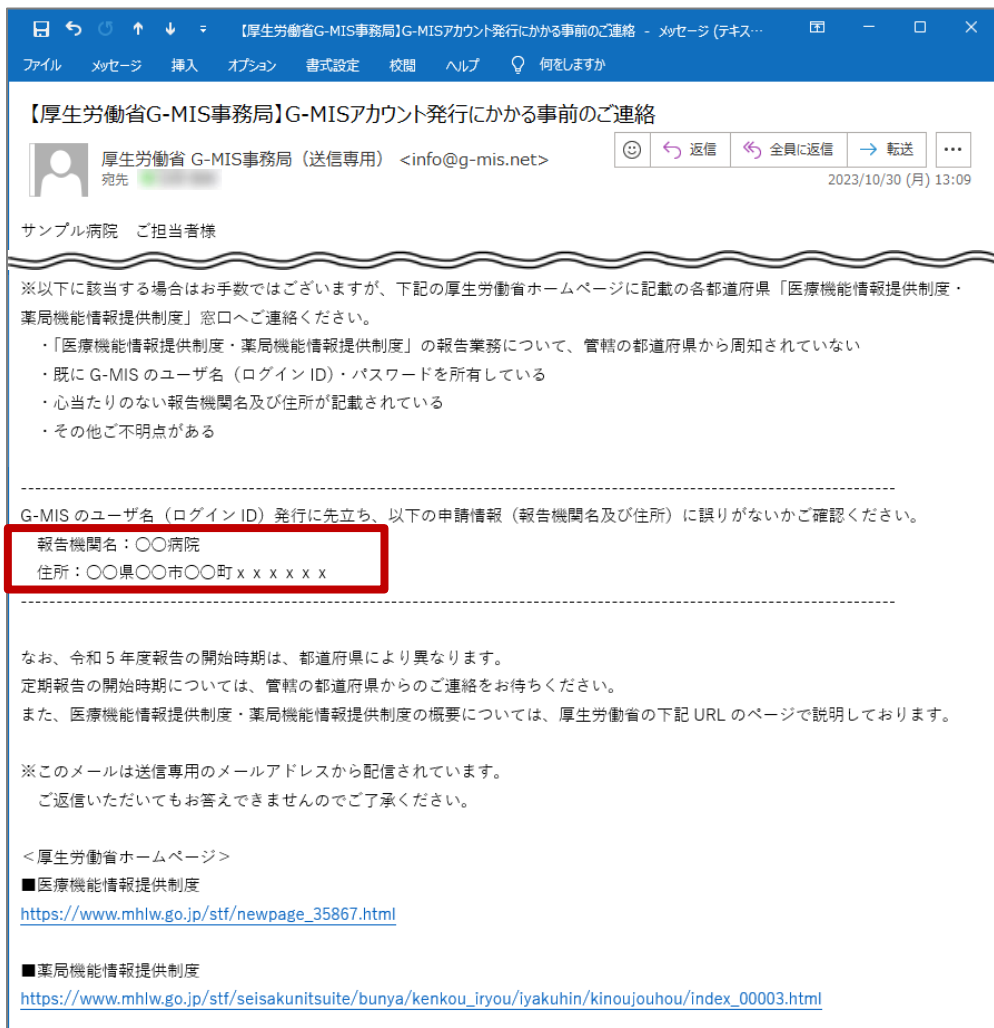 【厚生労働省G-MIS事務局】G-MISアカウント発行にかかる事前のご連絡 - メッセージ (テキス…
ファイル メッセージ 挿入 オプション 書式設定 校閲 ヘルプ 何をしますか
【厚生労働省G-MIS事務局】G-MISアカウント発行にかかる事前のご連絡
厚生労働省 G-MIS事務局（送信専用） <info@g-mis.net>
返信 全員に返信 転送 …
宛先
2023/10/30 (月) 13:09
サンプル病院　ご担当者様
※以下に該当する場合はお手数ではございますが、下記の厚生労働省ホームページに記載の各都道府県「医療機能情報提供制度・
薬局機能情報提供制度」窓口へご連絡ください。
・「医療機能情報提供制度・薬局機能情報提供制度」の報告業務について、管轄の都道府県から周知されていない
・既に G-MIS のユーザ名（ログイン ID）・パスワードを所有している
・心当たりのない報告機関名及び住所が記載されている
・その他ご不明点がある
--------------------------------------------------------------------------------
G-MIS のユーザ名（ログイン ID）発行に先立ち、以下の申請情報（報告機関名及び住所）に誤りがないかご確認ください。
報告機関名：〇〇病院
住所：〇〇県〇〇市〇〇町ｘｘｘｘｘｘ
--------------------------------------------------------------------------------
なお、令和５年度報告の開始時期は、都道府県により異なります。
定期報告の開始時期については、管轄の都道府県からのご連絡をお待ちください。
また、医療機能情報提供制度・薬局機能情報提供制度の概要については、厚生労働省の下記 URL のページで説明しております。
※このメールは送信専用のメールアドレスから配信されています。
ご返信いただいてもお答えできませんのでご了承ください。
＜厚生労働省ホームページ＞
■医療機能情報提供制度
https://www.mhlw.go.jp/stf/newpage_35867.html
■薬局機能情報提供制度
https://www.mhlw.go.jp/stf/seisakunitsuite/bunya/kenkou_iryou/iyakuhin/kinoujouhou/index_00003.html